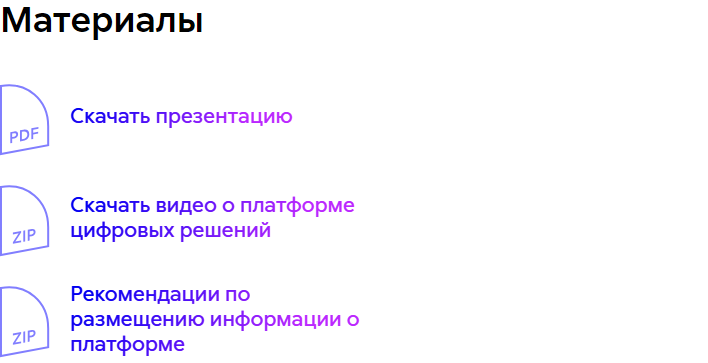 Материалы
PDF
Скачать презентацию
ZIP
Скачать видео о платформе
цифровых решений
ZIP
Рекомендации по
размещению информации о
платформе